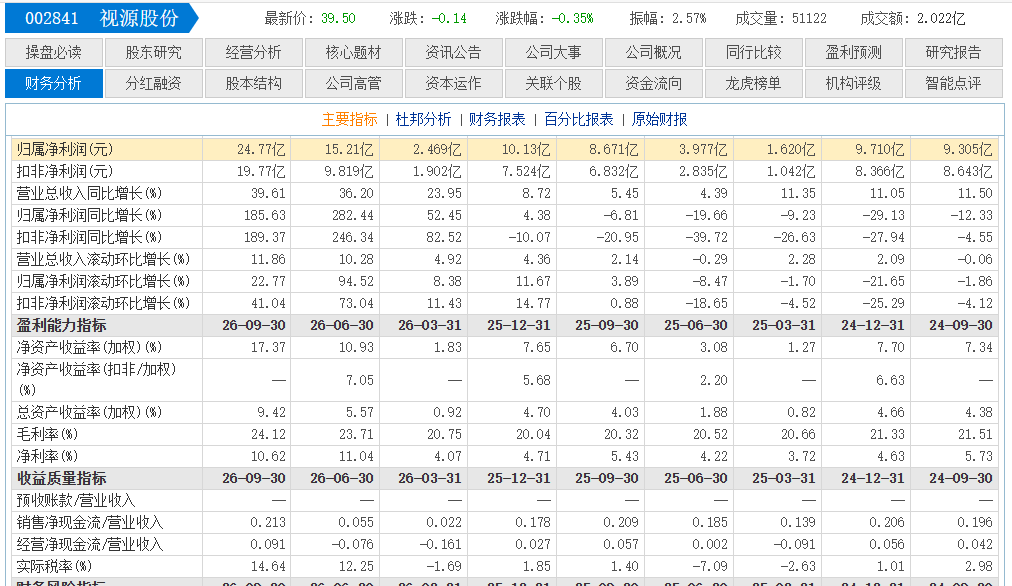 002841 视源股份 最新价: 39.50 涨跌: -0.14 涨跌幅: -0.35% 振幅: 2.57% 成交量: 51122 成交额: 2.022亿
操盘必读 股东研究 经营分析 核心题材 资讯公告 公司大事 公司概况 同行比较 盈利预测 研究报告
财务分析 分红融资 股本结构 公司高管 资本运作 关联个股 资金流向 龙虎榜单 机构评级 智能点评
主要指标 | 杜邦分析 | 财务报表 | 百分比报表 | 原始财报
归属净利润(元) 24.77亿 15.21亿 2.469亿 10.13亿 8.671亿 3.977亿 1.620亿 9.710亿 9.305亿
扣非净利润(元) 19.77亿 9.819亿 1.902亿 7.524亿 6.832亿 2.835亿 1.042亿 8.366亿 8.643亿
营业总收入同比增长(%) 39.61 36.20 23.95 8.72 5.45 4.39 11.35 11.05 11.50
归属净利润同比增长(%) 185.63 282.44 52.45 4.38 -6.81 -19.66 -9.23 -29.13 -12.33
扣非净利润同比增长(%) 189.37 246.34 82.52 -10.07 -20.95 -39.72 -26.63 -27.94 -4.55
营业总收入滚动环比增长(%) 11.86 10.28 4.92 4.36 2.14 -0.29 2.28 2.09 -0.06
归属净利润滚动环比增长(%) 22.77 94.52 8.38 11.67 3.89 -8.47 -1.70 -21.65 -1.86
扣非净利润滚动环比增长(%) 41.04 73.04 11.43 14.77 0.88 -18.65 -4.52 -25.29 -4.12
盈利能力指标 26-09-30 26-06-30 26-03-31 25-12-31 25-09-30 25-06-30 25-03-31 24-12-31 24-09-30
净资产收益率(加权)(%) 17.37 10.93 1.83 7.65 6.70 3.08 1.27 7.70 7.34
净资产收益率(扣非/加权)
(%) — 7.05 — 5.68 — 2.20 — 6.63 —
总资产收益率(加权)(%) 9.42 5.57 0.92 4.70 4.03 1.88 0.82 4.66 4.38
毛利率(%) 24.12 23.71 20.75 20.04 20.32 20.52 20.66 21.33 21.51
净利率(%) 10.62 11.04 4.07 4.71 5.43 4.22 3.72 4.63 5.73
收益质量指标 26-09-30 26-06-30 26-03-31 25-12-31 25-09-30 25-06-30 25-03-31 24-12-31 24-09-30
预收账款/营业收入 — — — — — — — — —
销售净现金流/营业收入 0.213 0.055 0.022 0.178 0.209 0.185 0.139 0.206 0.196
经营净现金流/营业收入 0.091 -0.076 -0.161 0.027 0.057 0.002 -0.091 0.056 0.042
实际税率(%) 14.64 12.25 -1.69 1.85 1.40 -7.09 -2.63 1.01 2.98